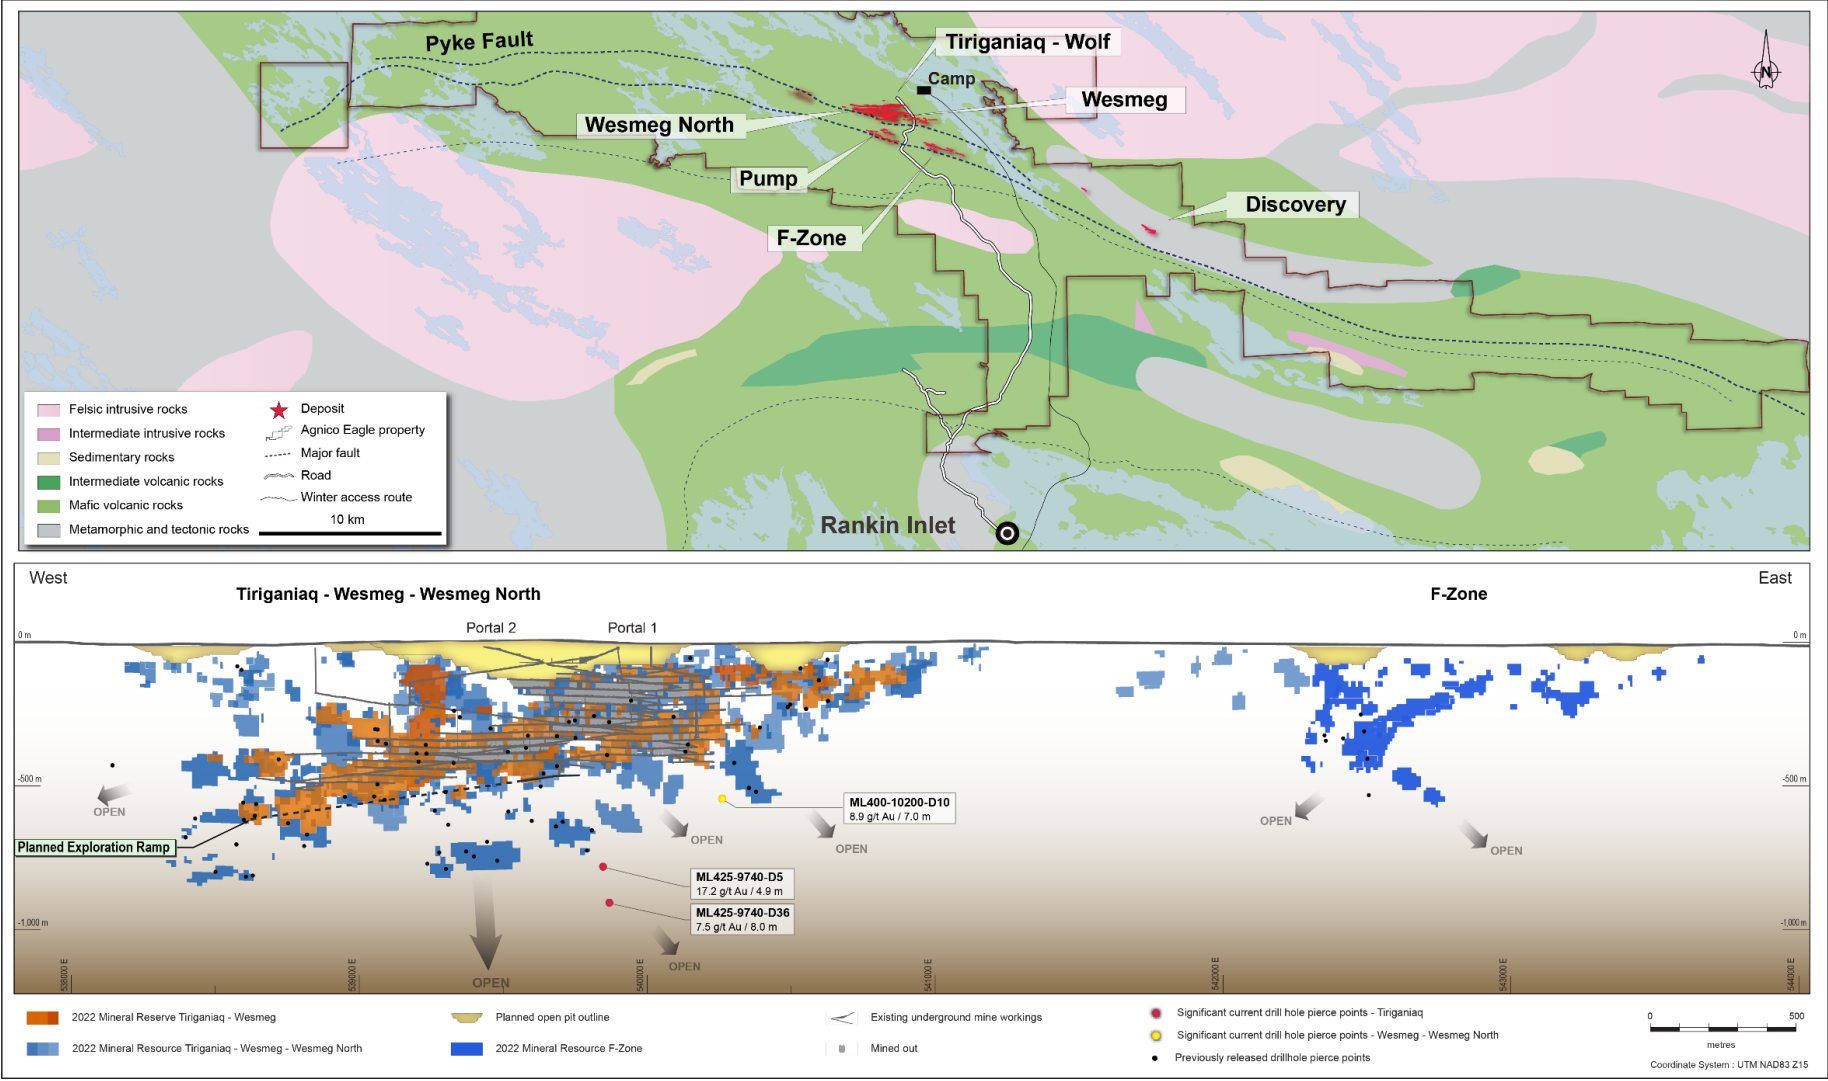 Pyke Fault
Tiriganiaq - Wolf
N
Camp
Wesmeg
Wesmeg North
Pump
Discovery
F-Zone
Felsic intrusive rocks
Intermediate intrusive rocks
Sedimentary rocks
Intermediate volcanic rocks
Mafic volcanic rocks
Metamorphic and tectonic rocks
Deposit
Agnico Eagle property
Major fault
Road
Winter access route
10 km
Rankin Inlet
West
East
Tiriganiaq - Wesmeg - Wesmeg North
F-Zone
Portal 2
Portal 1
0 m
0 m
-500 m
-500 m
OPEN
ML400-10200-D10
8.9 g/t Au / 7.0 m
OPEN
OPEN
OPEN
OPEN
Planned Exploration Ramp
ML425-9740-D5
17.2 g/t Au / 4.9 m
ML425-9740-D36
7.5 g/t Au / 8.0 m
-1,000 m
-1,000 m
OPEN
OPEN
538000 E
539000 E
540000 E
541000 E
542000 E
543000 E
544000 E
2022 Mineral Reserve Tiriganiaq - Wesmeg
2022 Mineral Resource Tiriganiaq - Wesmeg - Wesmeg North
Planned open pit outline
2022 Mineral Resource F-Zone
Existing underground mine workings
Mined out
Significant current drill hole pierce points - Tiriganiaq
Significant current drill hole pierce points - Wesmeg - Wesmeg North
Previously released drillhole pierce points
0
500
metres
Coordinate System : UTM NAD83 Z15